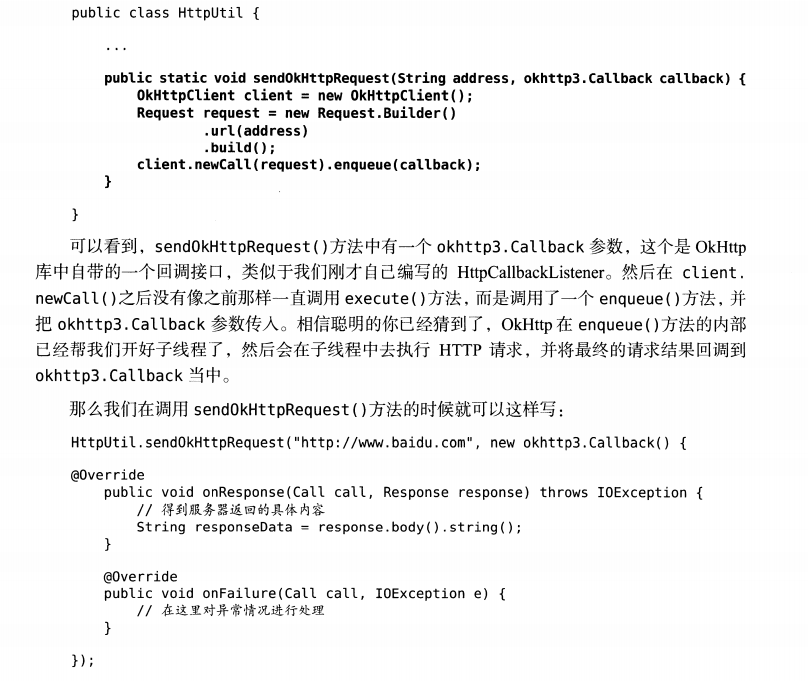 public class HttpUtil {
...
public static void sendOkHttpRequest(String address, okhttp3.Callback callback) {
OkHttpClient client = new OkHttpClient();
Request request = new Request.Builder()
.url(address)
.build();
client.newCall(request).enqueue(callback);
}
}
可以看到，sendOkHttpRequest()方法中有一个 okhttp3.Callback 参数，这个是 OkHttp
库中自带的一个回调接口，类似于我们刚才自己编写的 HttpCallbackListener。然后在 client.
newCall()之后没有像之前那样一直调用 execute()方法，而是调用了一个 enqueue()方法，并
把 okhttp3.Callback 参数传入。相信聪明的你已经猜到了，OkHttp 在 enqueue()方法的内部
已经帮我们开好子线程了，然后会在子线程中去执行 HTTP 请求，并将最终的请求结果回调到
okhttp3.Callback 当中。
那么我们在调用 sendOkHttpRequest()方法的时候就可以这样写：
HttpUtil.sendOkHttpRequest("http://www.baidu.com", new okhttp3.Callback() {
@Override
public void onResponse(Call call, Response response) throws IOException {
// 得到服务器返回的具体内容
String responseData = response.body().string();
}
@Override
public void onFailure(Call call, IOException e) {
// 在这里对异常情况进行处理
}
});